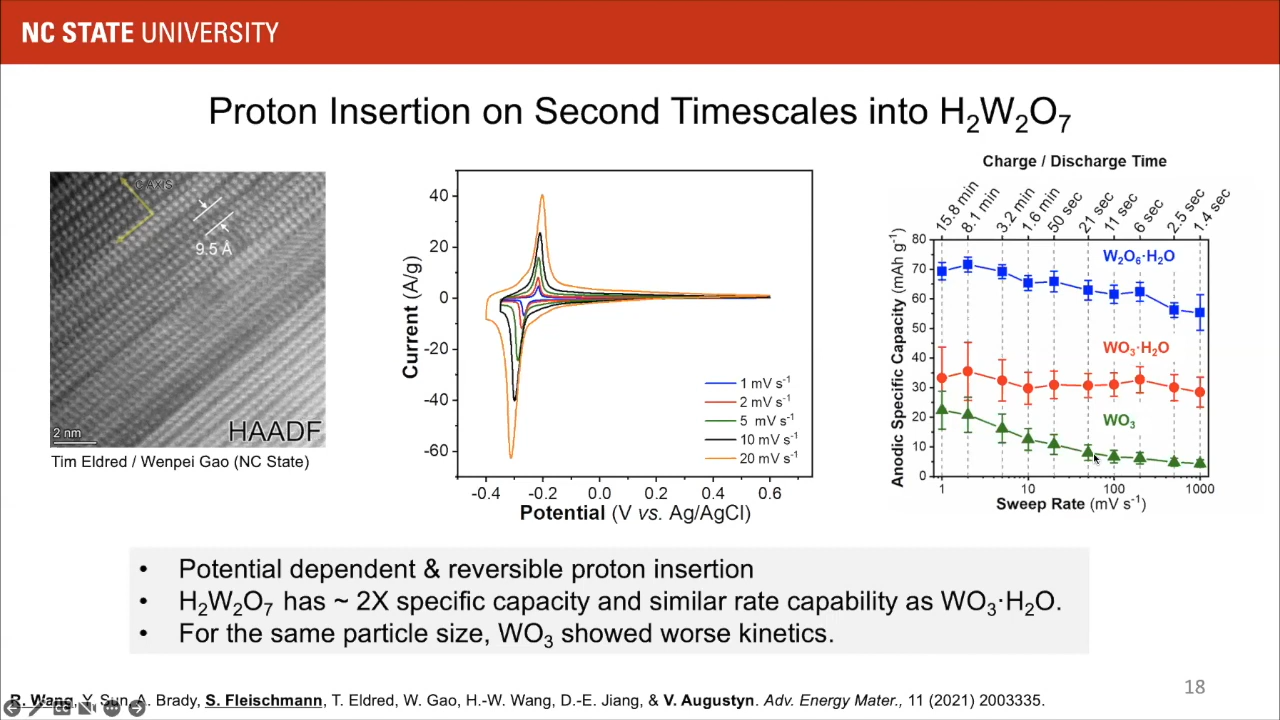 NC STATE UNIVERSITY
Proton Insertion on Second Timescales into H₂W₂O₇
C AXIS
9.5 Å
2 nm
HAADF
Tim Eldred / Wenpei Gao (NC State)
Current (A/g)
40
20
0
-20
-40
-60
1 mV s⁻¹
2 mV s⁻¹
5 mV s⁻¹
10 mV s⁻¹
20 mV s⁻¹
-0.4 -0.2 0.0 0.2 0.4 0.6
Potential (V vs. Ag/AgCl)
Charge / Discharge Time
15.8 min
8.1 min
3.2 min
1.6 min
50 sec
21 sec
11 sec
6 sec
2.5 sec
1.4 sec
Anodic Specific Capacity (mAh g⁻¹)
80
70
60
50
40
30
20
10
0
W₂O₆·H₂O
WO₃·H₂O
WO₃
1 10 100 1000
Sweep Rate (mV s⁻¹)
• Potential dependent & reversible proton insertion
• H₂W₂O₇ has ~ 2X specific capacity and similar rate capability as WO₃·H₂O.
• For the same particle size, WO₃ showed worse kinetics.
R. Wang, Y. Sun, A. Brady, S. Fleischmann, T. Eldred, W. Gao, H.-W. Wang, D.-E. Jiang, & V. Augustyn. Adv. Energy Mater., 11 (2021) 2003335.
18